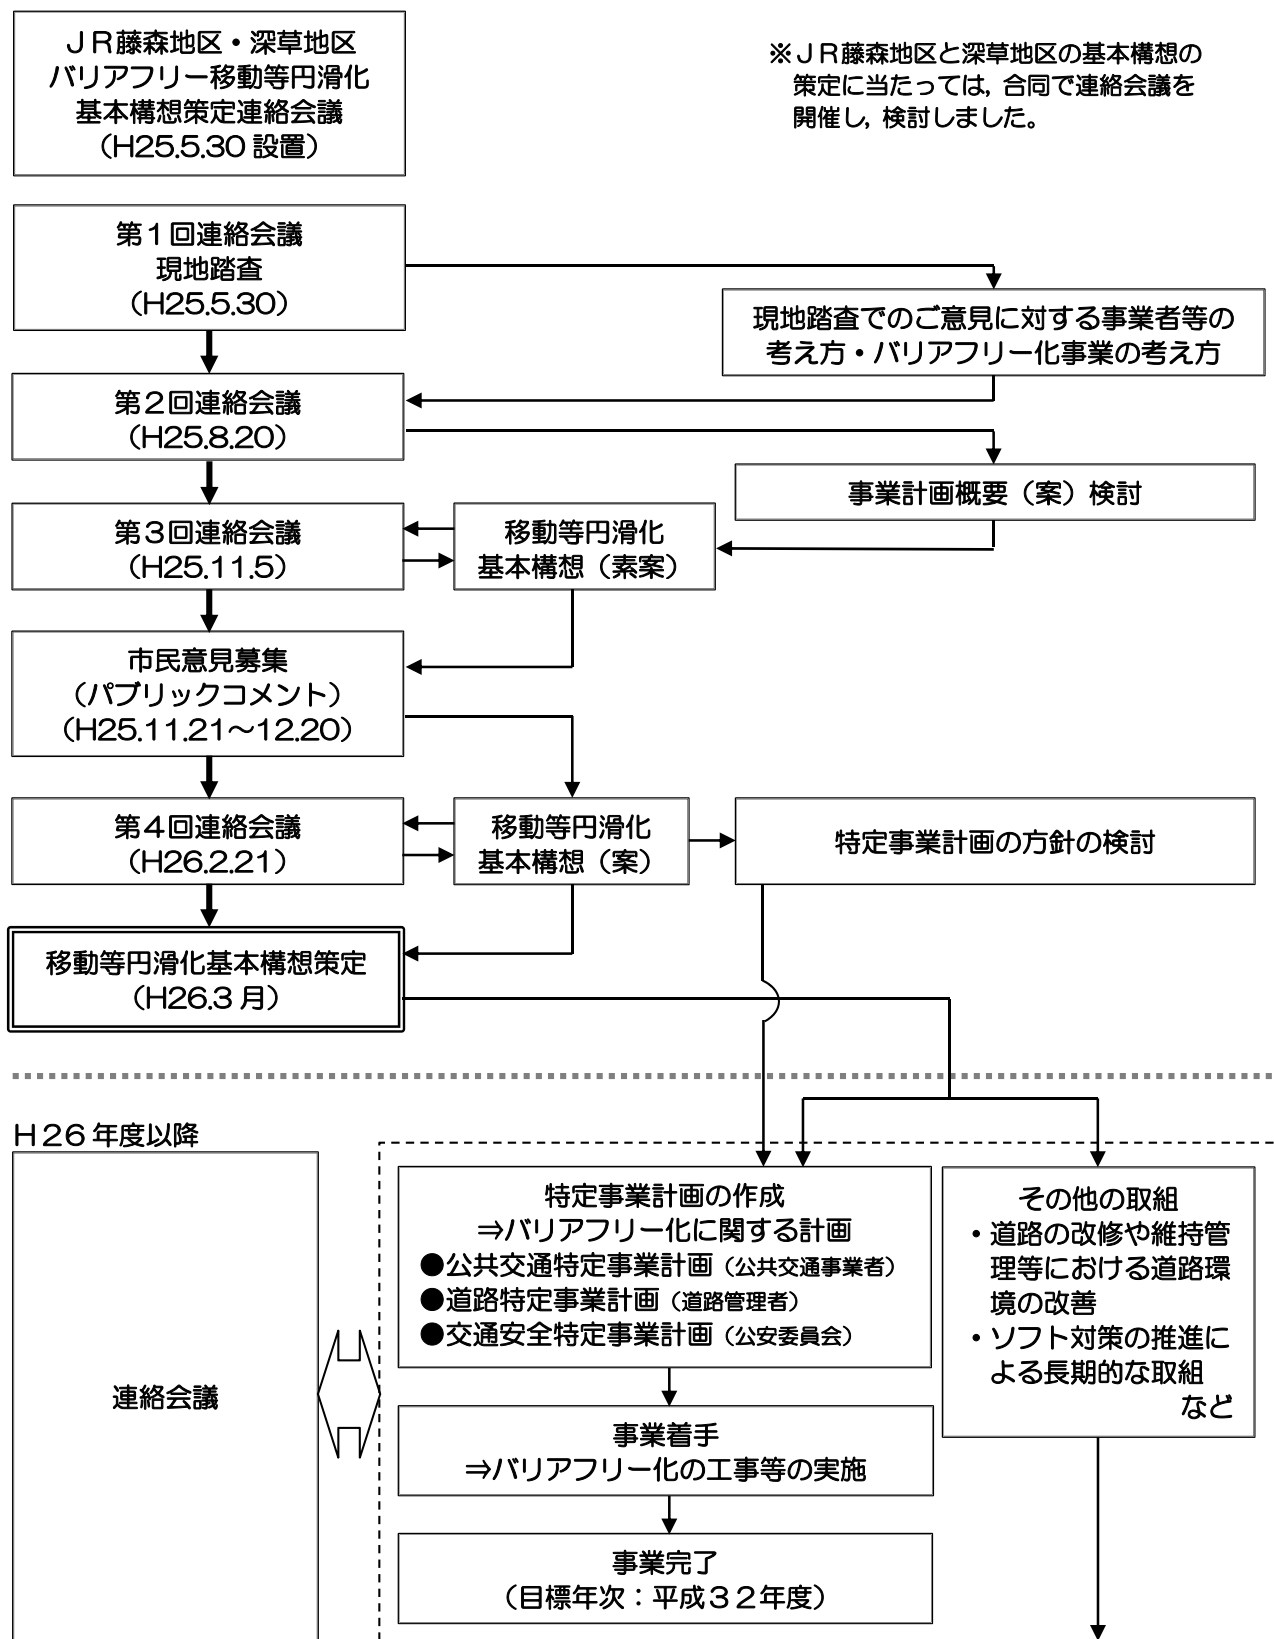 ＪＲ藤森地区・深草地区
バリアフリー移動等円滑化
基本構想策定連絡会議
（H25.5.30 設置）
※ＪＲ藤森地区と深草地区の基本構想の
策定に当たっては，合同で連絡会議を
開催し，検討しました。
第１回連絡会議
現地踏査
（H25.5.30）
現地踏査でのご意見に対する事業者等の
考え方・バリアフリー化事業の考え方
第２回連絡会議
（H25.8.20）
事業計画概要（案）検討
第３回連絡会議
（H25.11.5）
移動等円滑化
基本構想（素案）
市民意見募集
（パブリックコメント）
（H25.11.21～12.20）
第４回連絡会議
（H26.2.21）
移動等円滑化
基本構想（案）
特定事業計画の方針の検討
移動等円滑化基本構想策定
（H26.3 月）
Ｈ２６年度以降
連絡会議
特定事業計画の作成
⇒バリアフリー化に関する計画
●公共交通特定事業計画（公共交通事業者）
●道路特定事業計画（道路管理者）
●交通安全特定事業計画（公安委員会）
その他の取組
・道路の改修や維持管
理等における道路環
境の改善
・ソフト対策の推進に
よる長期的な取組
など
事業着手
⇒バリアフリー化の工事等の実施
事業完了
（目標年次：平成３２年度）